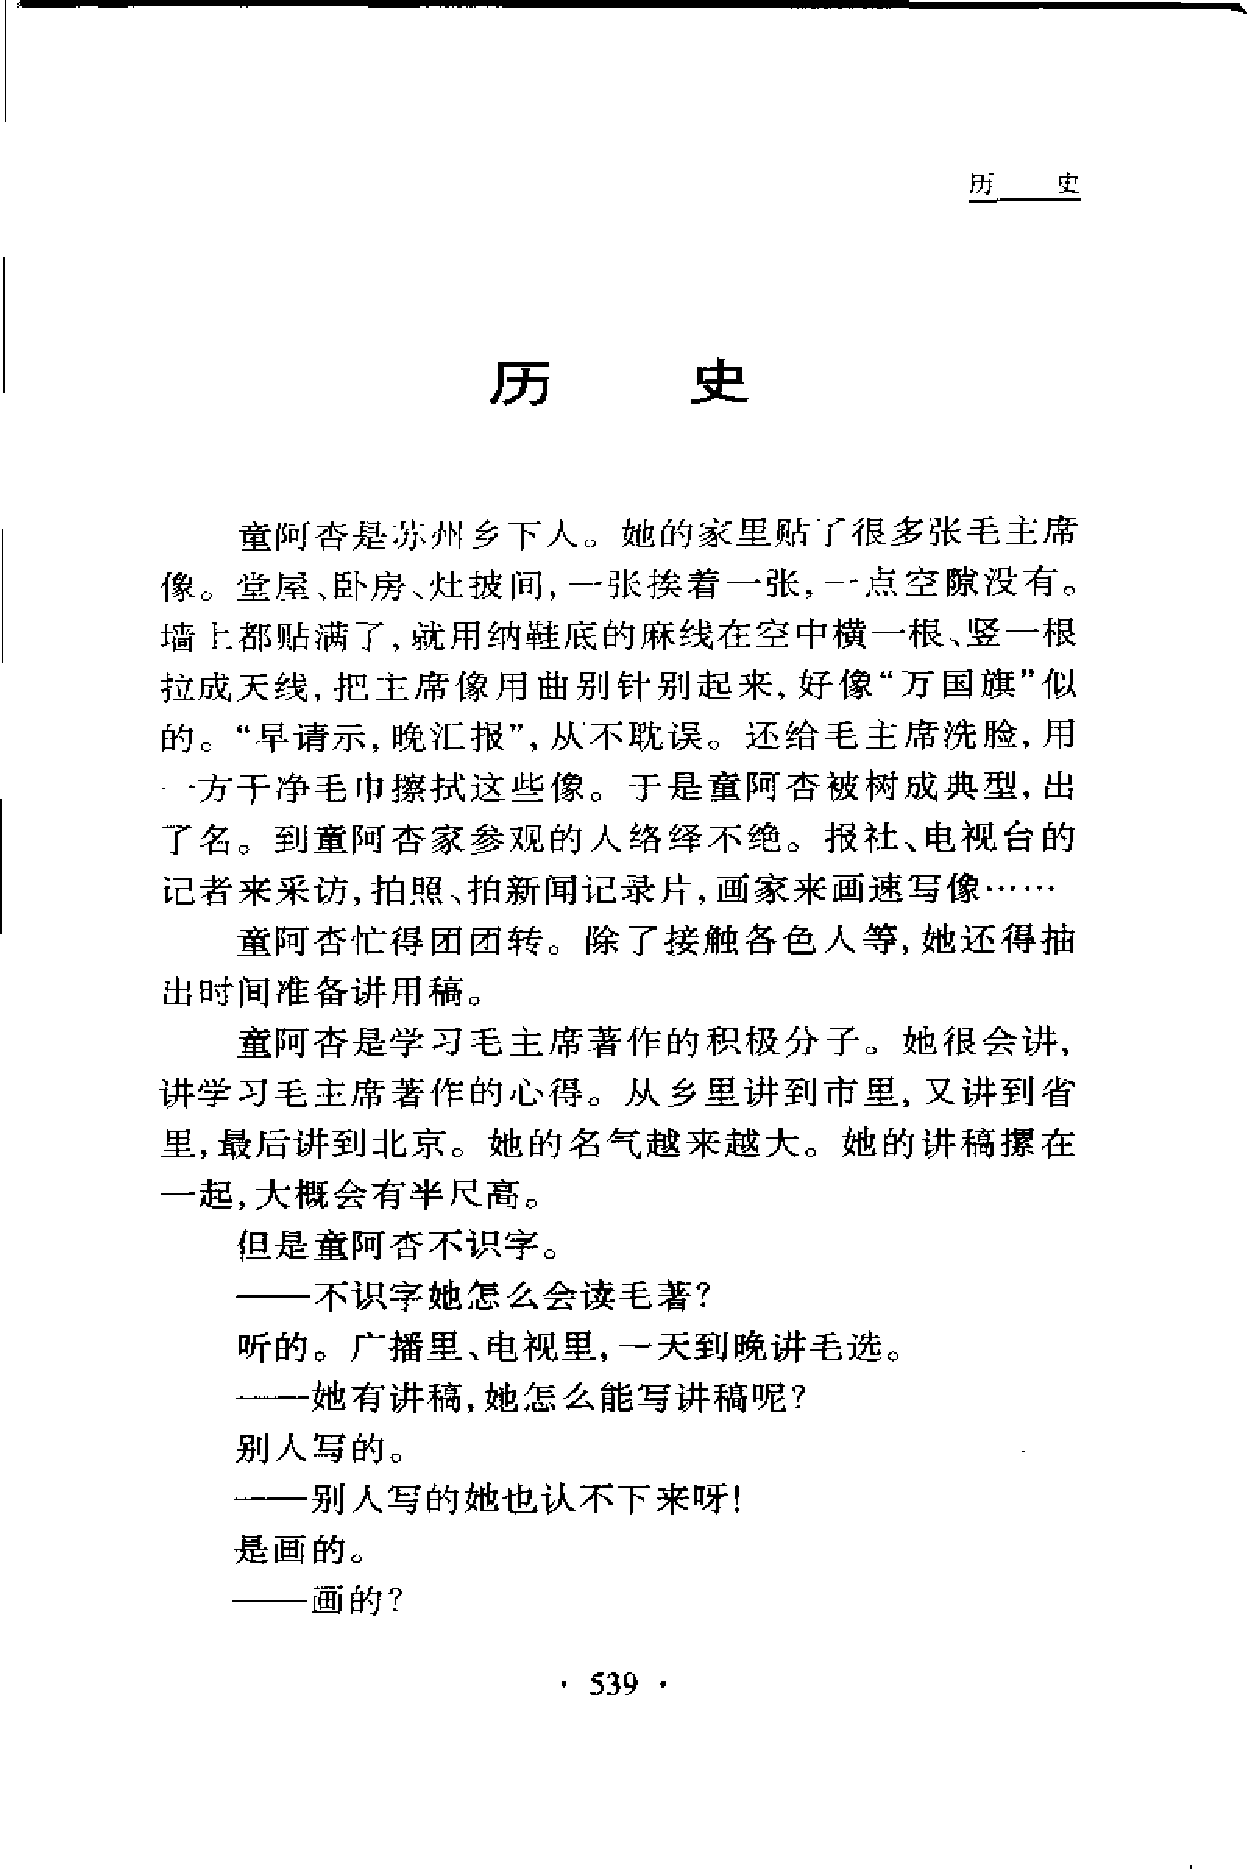 历　　史
历　　史
童阿杏是苏州乡下人。她的家里贴了很多张毛主席
像。堂屋、卧房、灶披间,一张挨着一张,一点空隙没有。
墙上都贴满了,就用纳鞋底的麻线在空中横一根、竖一根
拉成天线,把主席像用曲别针别起来,好像“万国旗”似
的。“早请示,晚汇报”,从不耽误。还给毛主席洗脸,用
一方干净毛巾擦拭这些像。于是童阿杏被树成典型,出
了名。到童阿杏家参观的人络绎不绝。报社、电视台的
记者来采访,拍照、拍新闻记录片,画家来画速写像……
童阿杏忙得团团转。除了接触各色人等,她还得抽
出时间准备讲用稿。
童阿杏是学习毛主席著作的积极分子。她很会讲,
讲学习毛主席著作的心得。从乡里讲到市里,又讲到省
里,最后讲到北京。她的名气越来越大。她的讲稿摞在
一起,大概会有半尺高。
但是童阿杏不识字。
——不识字她怎么会读毛著?
听的。广播里、电视里,一天到晚讲毛选。
——她有讲稿,她怎么能写讲稿呢?
别人写的。
——别人写的她也认不下来呀!
是画的。
——画的?
· 539 ·